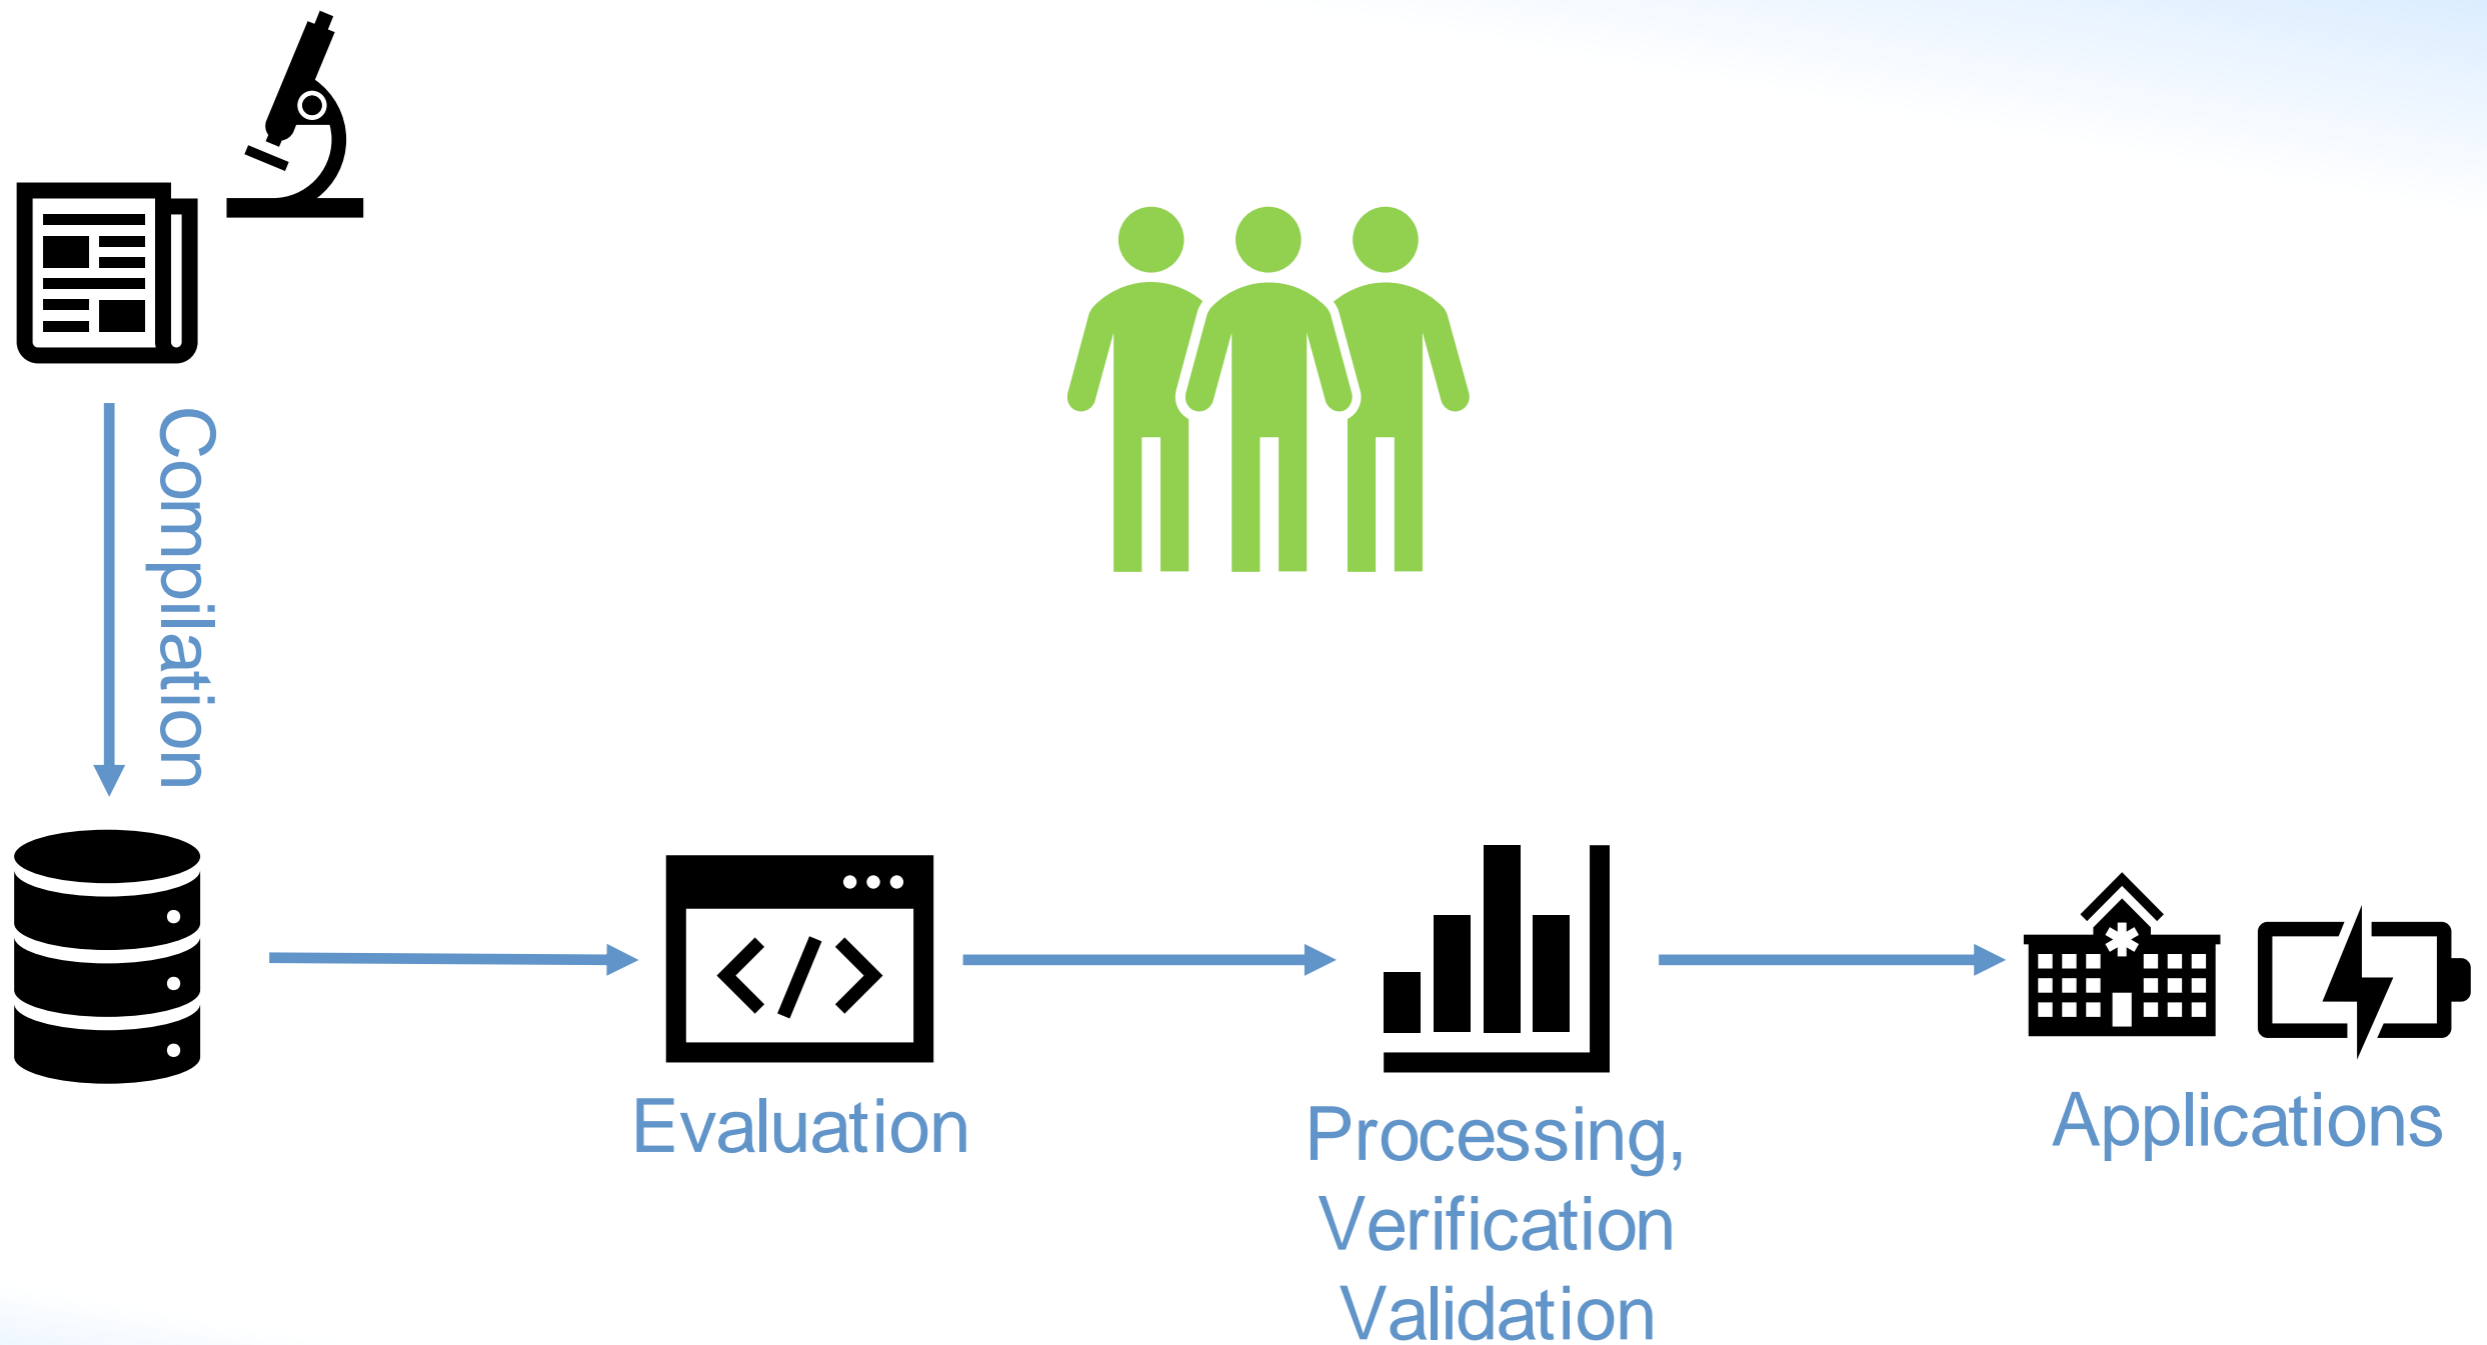 Compilation
Evaluation
Processing,
Verification
Validation
Applications